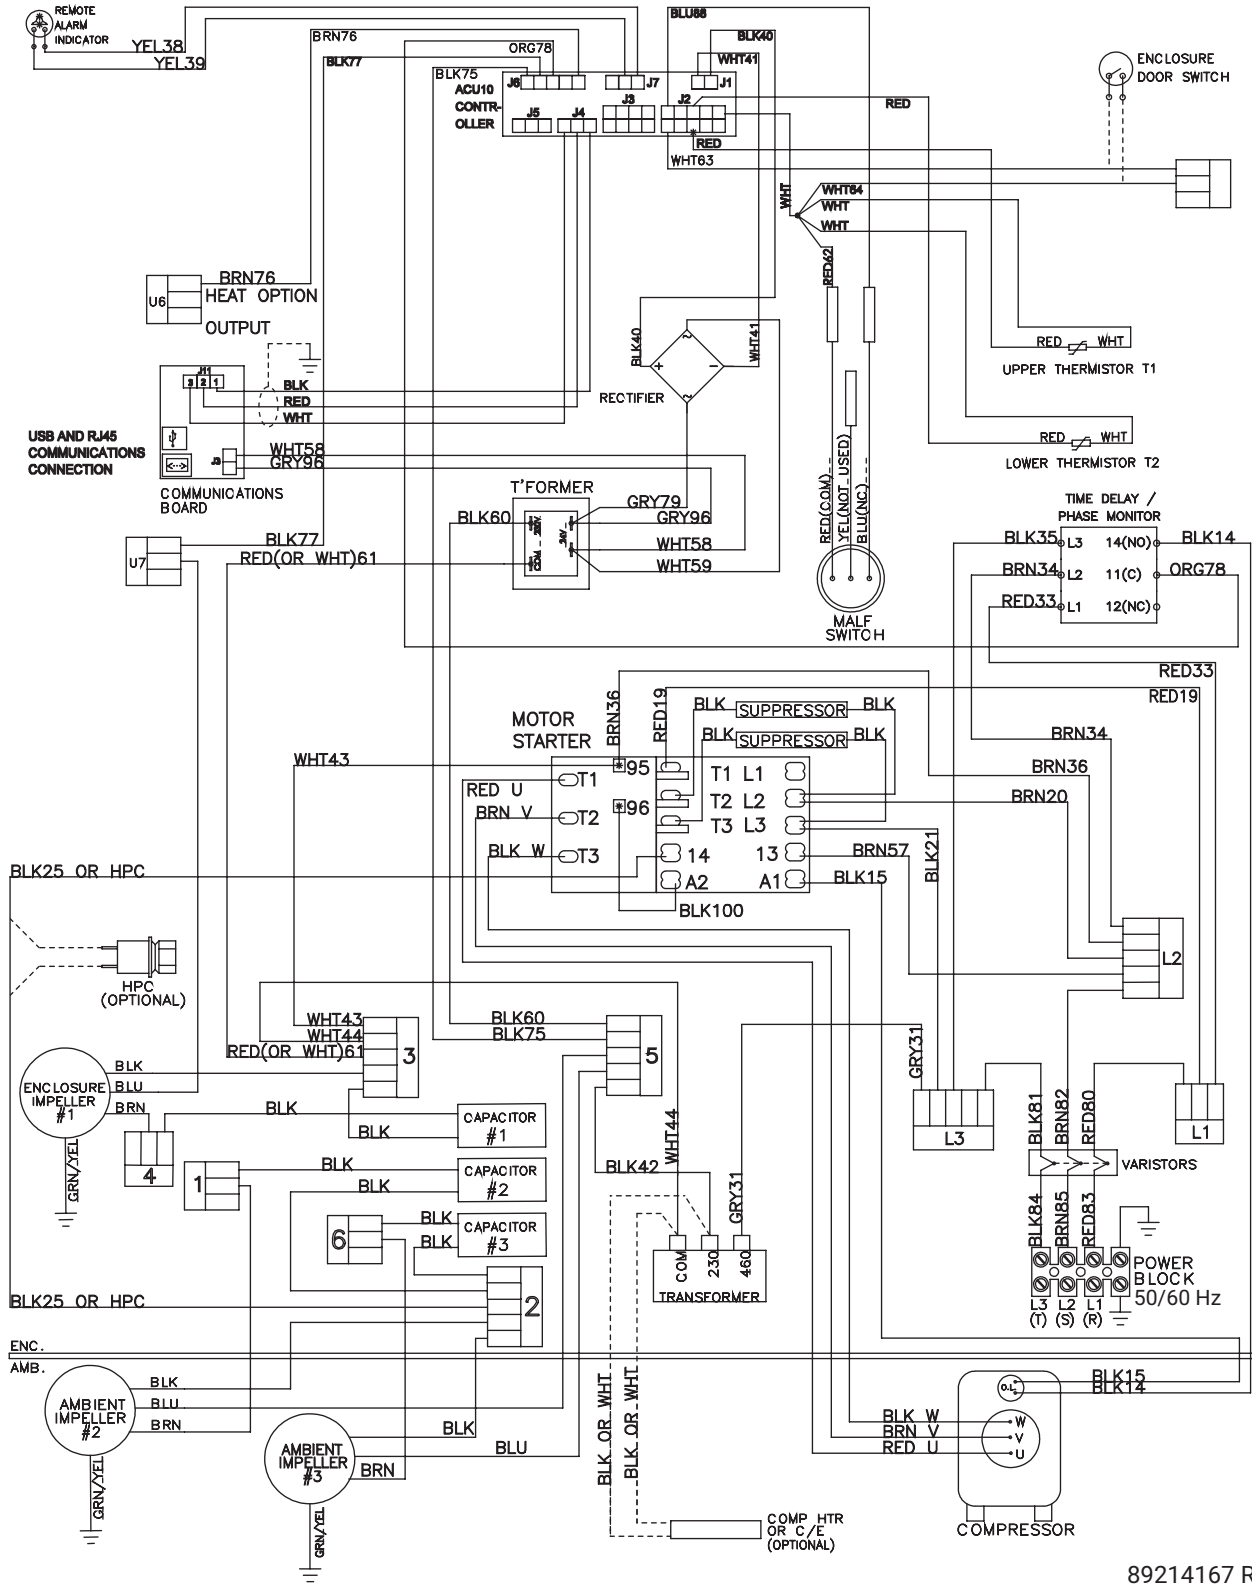 REMOTE
ALARM
INDICATOR
YEL38
YEL39
BRN76
BLK77
ORG78
BLK75
BLU88
BLK40
WHT41
J6
J7
J1
ACU10
CONTR-
OLLER
J5
J4
J3
J2
RED
RED
WHT63
ENCLOSURE
DOOR SWITCH
WHT
WHT64
WHT
WHT
RED62
BRN76
U6
HEAT OPTION
OUTPUT
BLK40
WHT41
+
-
~
~
RECTIFIER
RED
WHT
UPPER THERMISTOR T1
J11
3 2 1
BLK
RED
WHT
USB AND RJ45
COMMUNICATIONS
CONNECTION
J3
WHT58
GRY96
COMMUNICATIONS
BOARD
RED
WHT
LOWER THERMISTOR T2
T'FORMER
BLK60
COM
230V
24V
GRY79
GRY96
WHT58
WHT59
RED(COM)
YEL(NOT USED)
BLU(NC)
MALF
SWITCH
TIME DELAY /
PHASE MONITOR
BLK35
L3
14(NO)
BLK14
BRN34
L2
11(C)
ORG78
RED33
L1
12(NC)
BLK77
U7
RED(OR WHT)61
RED33
RED19
BRN34
BRN36
BRN20
MOTOR
STARTER
BRN36
RED19
BLK
SUPPRESSOR
BLK
BLK
SUPPRESSOR
BLK
WHT43
RED U
BRN V
BLK W
T1
T2
T3
95
96
T1 L1
T2 L2
T3 L3
14
13
A2
A1
BRN57
BLK15
BLK21
BLK100
BLK25 OR HPC
HPC
(OPTIONAL)
L2
WHT43
WHT44
RED(OR WHT)61
3
BLK60
BLK75
5
GRY31
BLK81
BRN82
RED80
L3
L1
ENCLOSURE
IMPELLER
#1
BLK
BLU
BRN
GRN/YEL
4
BLK
BLK
CAPACITOR
#1
1
BLK
BLK
CAPACITOR
#2
6
BLK
BLK
CAPACITOR
#3
BLK42
WHT44
GRY31
COM
230
460
TRANSFORMER
VARISTORS
BLK84
BRN85
RED83
POWER
BLOCK
50/60 Hz
L3
(T)
L2
(S)
L1
(R)
BLK25 OR HPC
2
ENC.
AMB.
AMBIENT
IMPELLER
#2
BLK
BLU
BRN
GRN/YEL
AMBIENT
IMPELLER
#3
BLK
BLU
BRN
GRN/YEL
BLK OR WHT
BLK OR WHT
COMP HTR
OR C/E
(OPTIONAL)
BLK W
BRN V
RED U
O.L.
W
V
U
BLK15
BLK14
COMPRESSOR
89214167 R